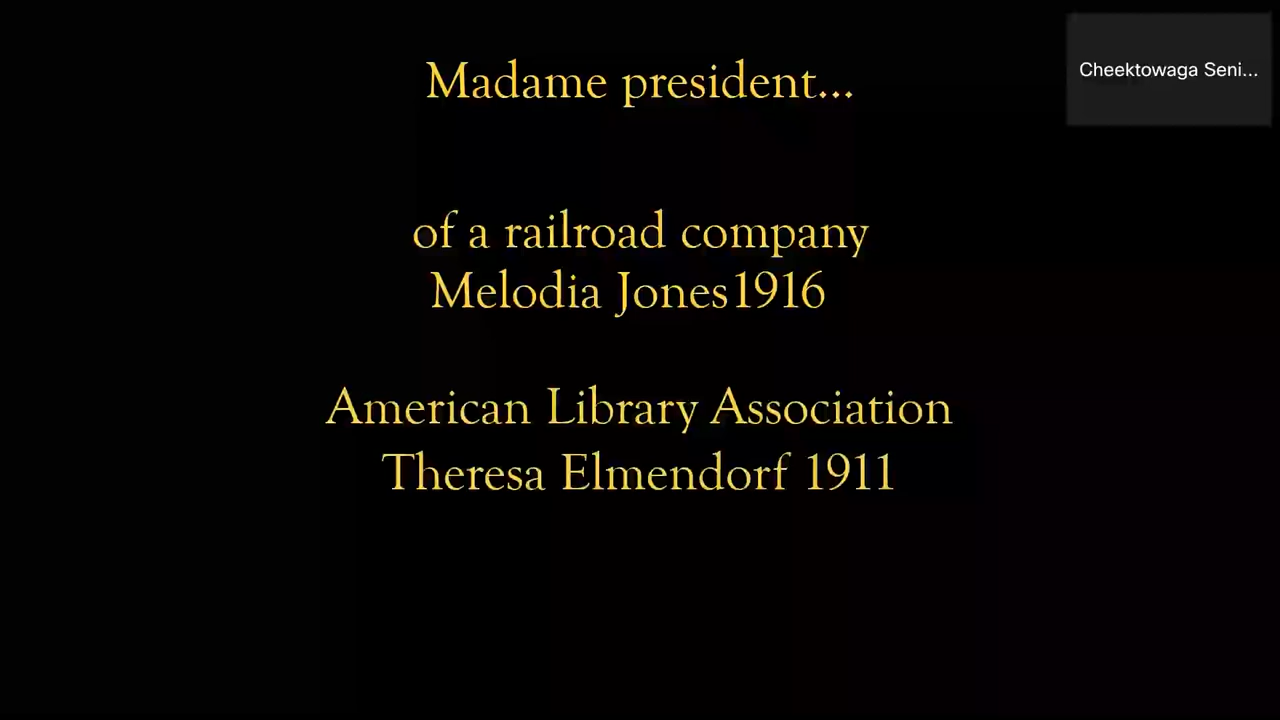 Madame president...
Cheektowaga Seni...
of a railroad company
Melodia Jones1916
American Library Association
Theresa Elmendorf 1911